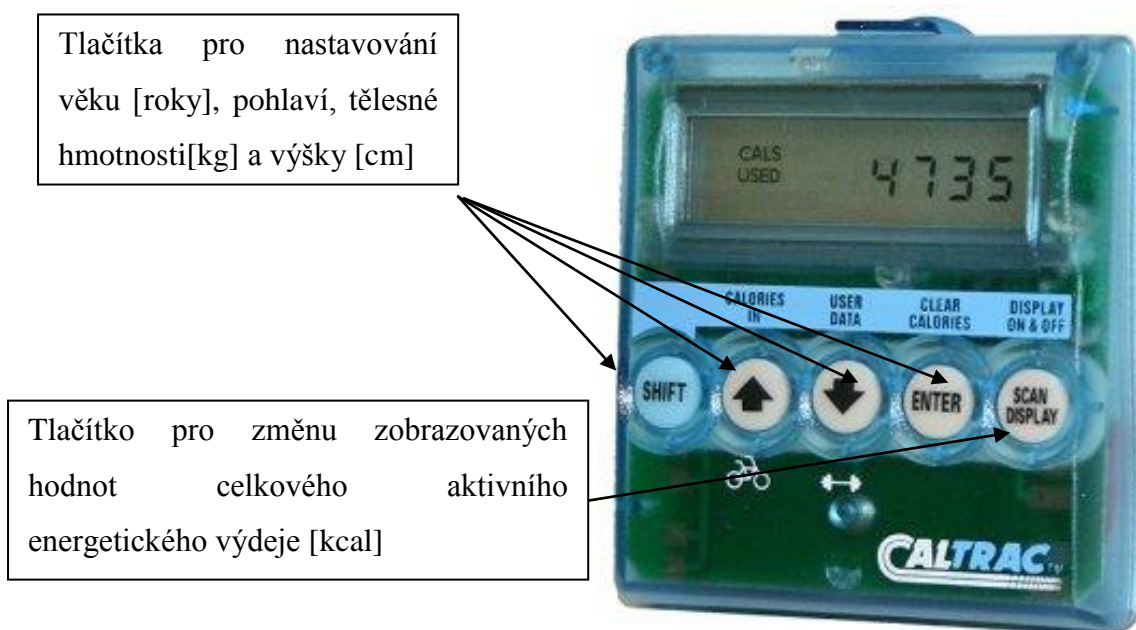 Tlačítka pro nastavování
věku [roky], pohlaví, tělesné
hmotnosti[kg] a výšky [cm]
CALS
USED
4735
CALORIES
IN
USER
DATA
CLEAR
CALORIES
DISPLAY
ON & OFF
SHIFT
ENTER
SCAN
DISPLAY
Tlačítko pro změnu zobrazovaných
hodnot celkového aktivního
energetického výdeje [kcal]
CALTRAC